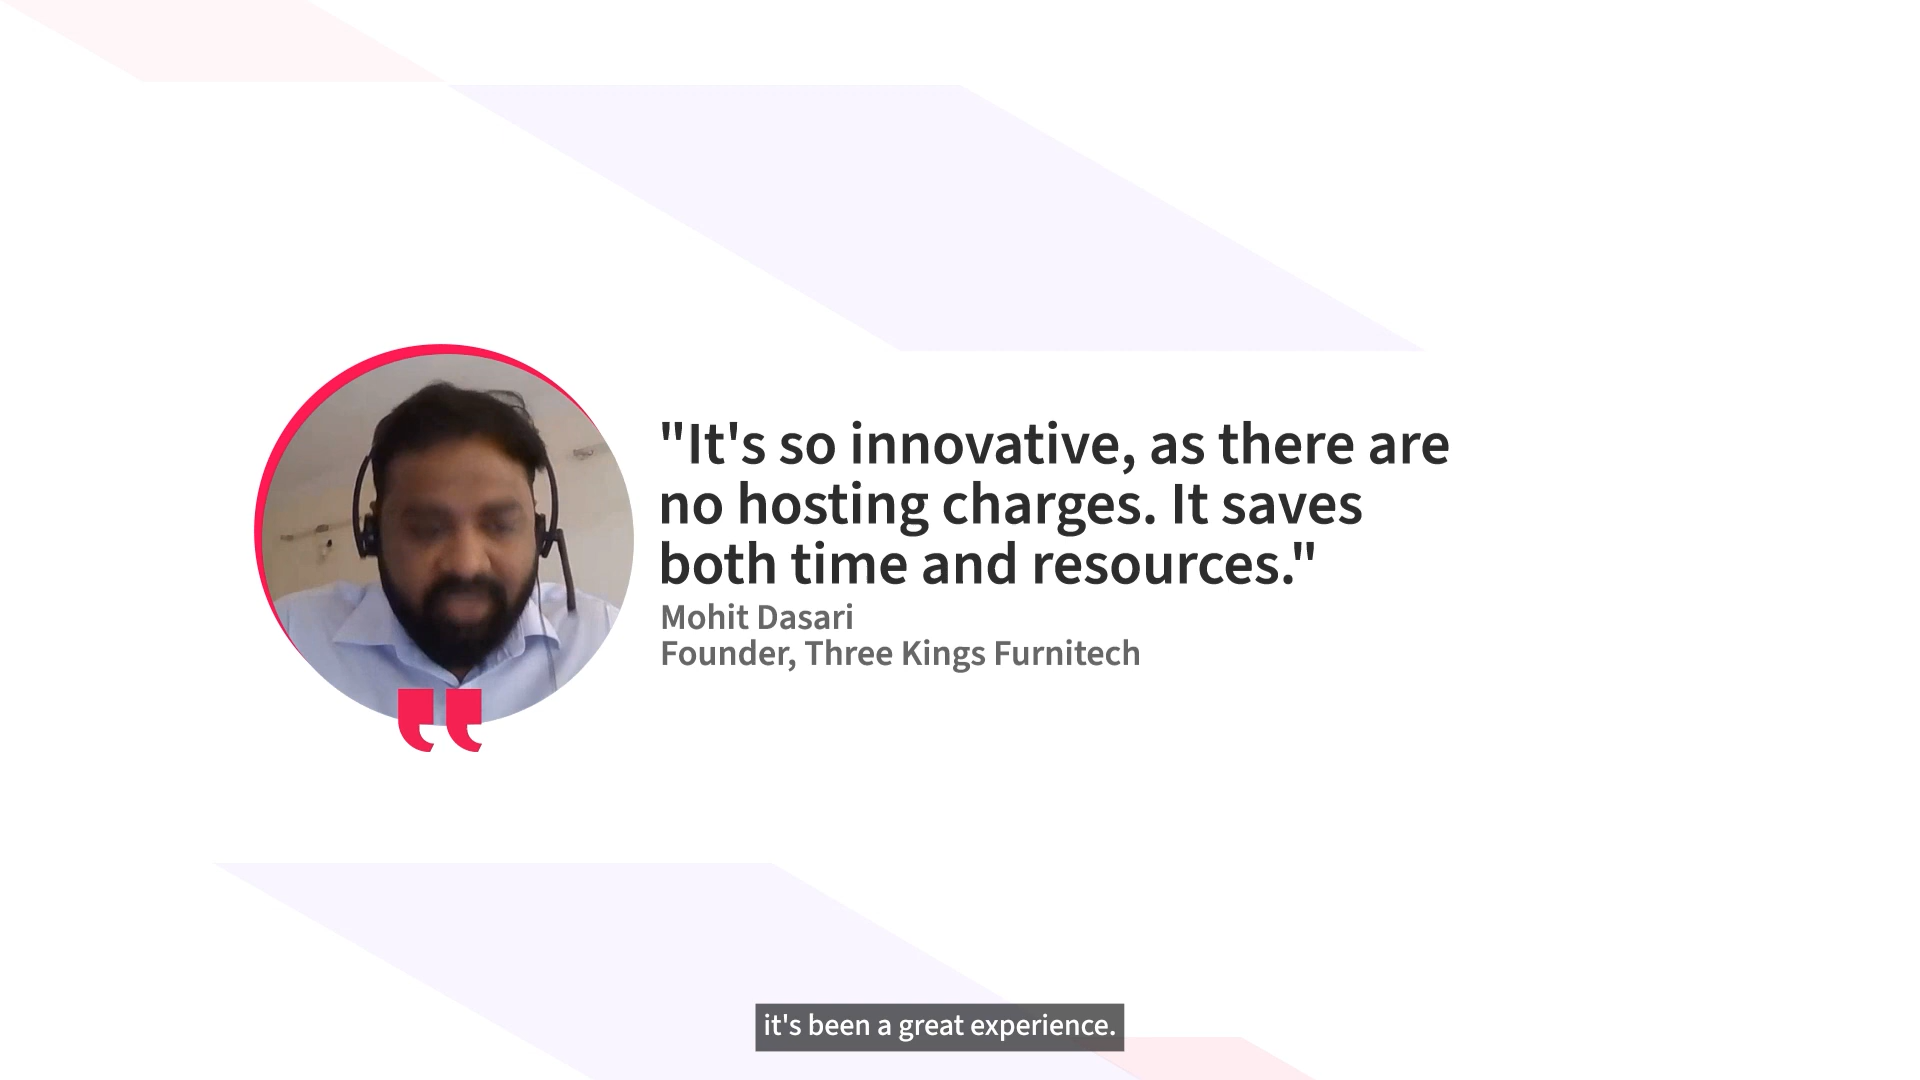 "It's so innovative, as there are
no hosting charges. It saves
both time and resources."
Mohit Dasari
Founder, Three Kings Furnitech
it's been a great experience.